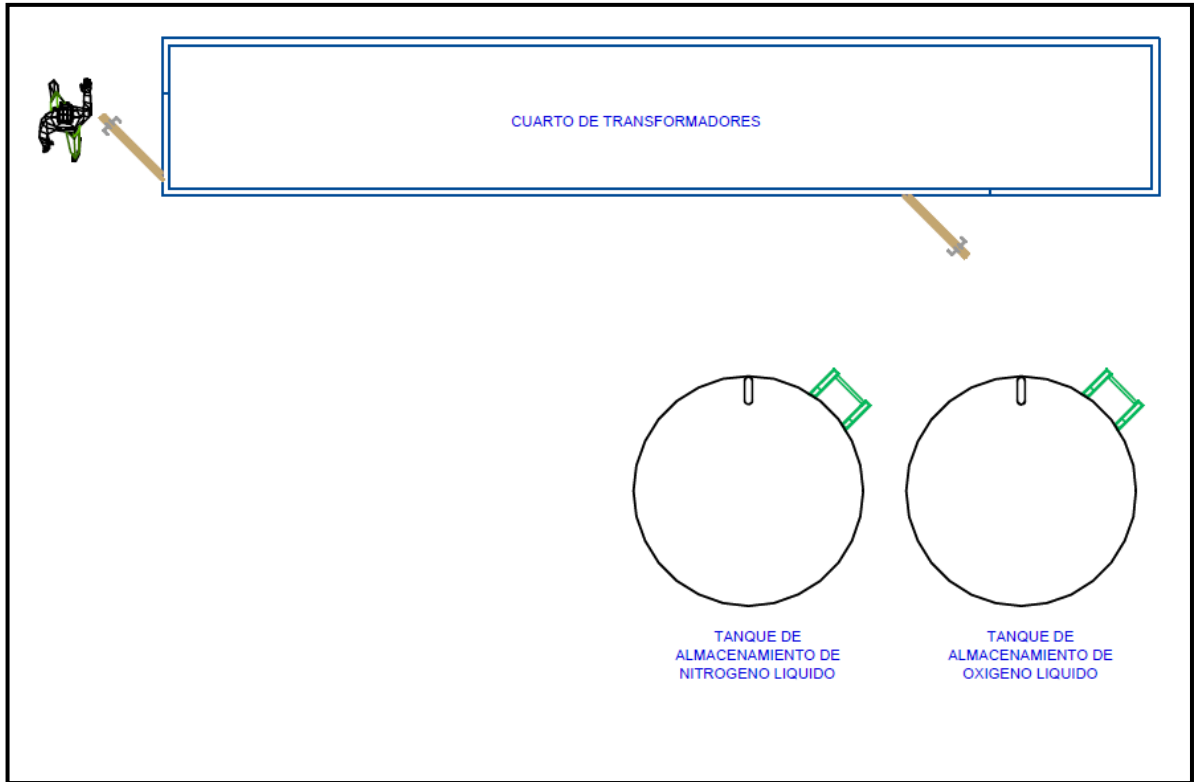 CUARTO DE TRANSFORMADORES
TANQUE DE
ALMACENAMIENTO DE
NITROGENO LIQUIDO
TANQUE DE
ALMACENAMIENTO DE
OXIGENO LIQUIDO